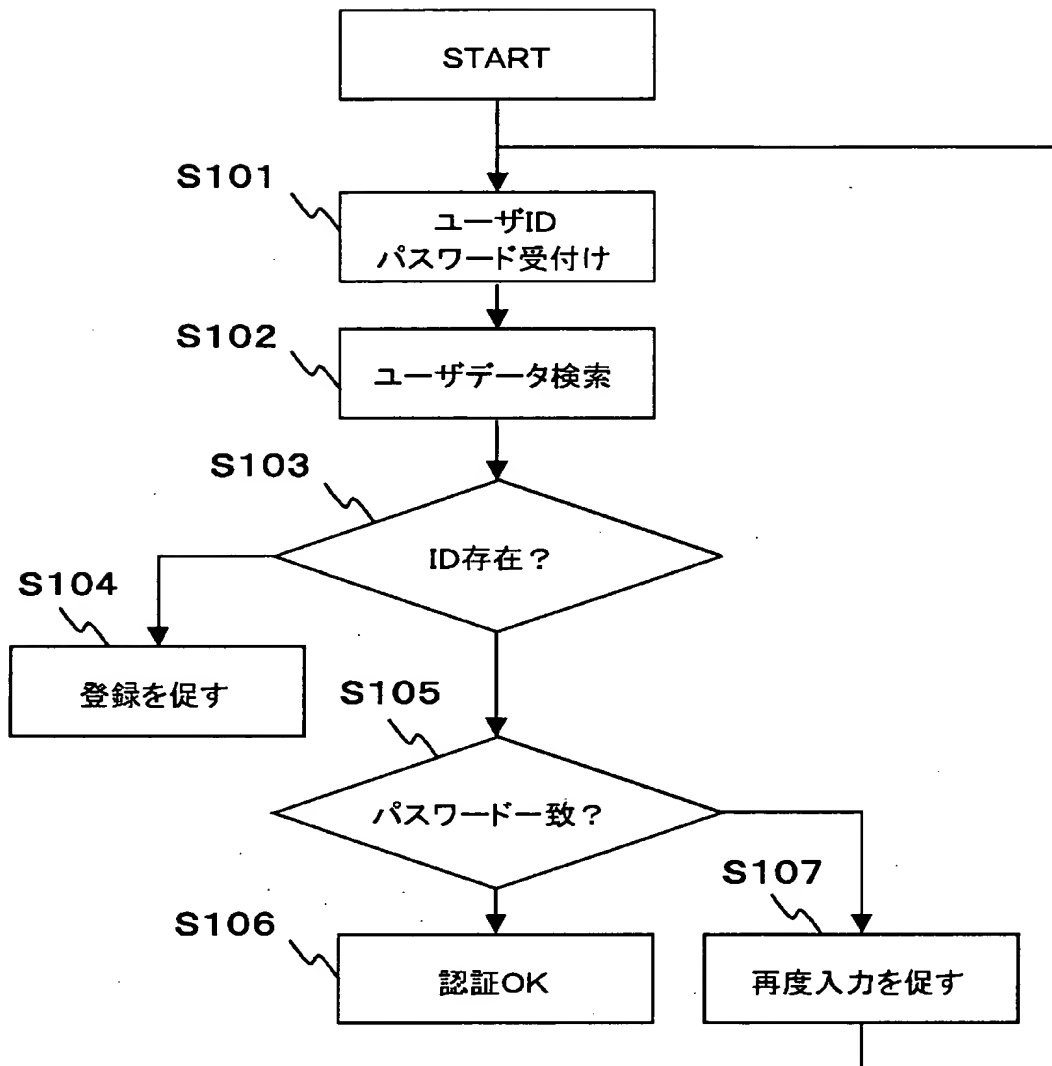 START
S101
ユーザID
パスワード受付け
S102
ユーザデータ検索
S103
ID存在？
S104
登録を促す
S105
パスワード一致？
S106
認証OK
S107
再度入力を促す